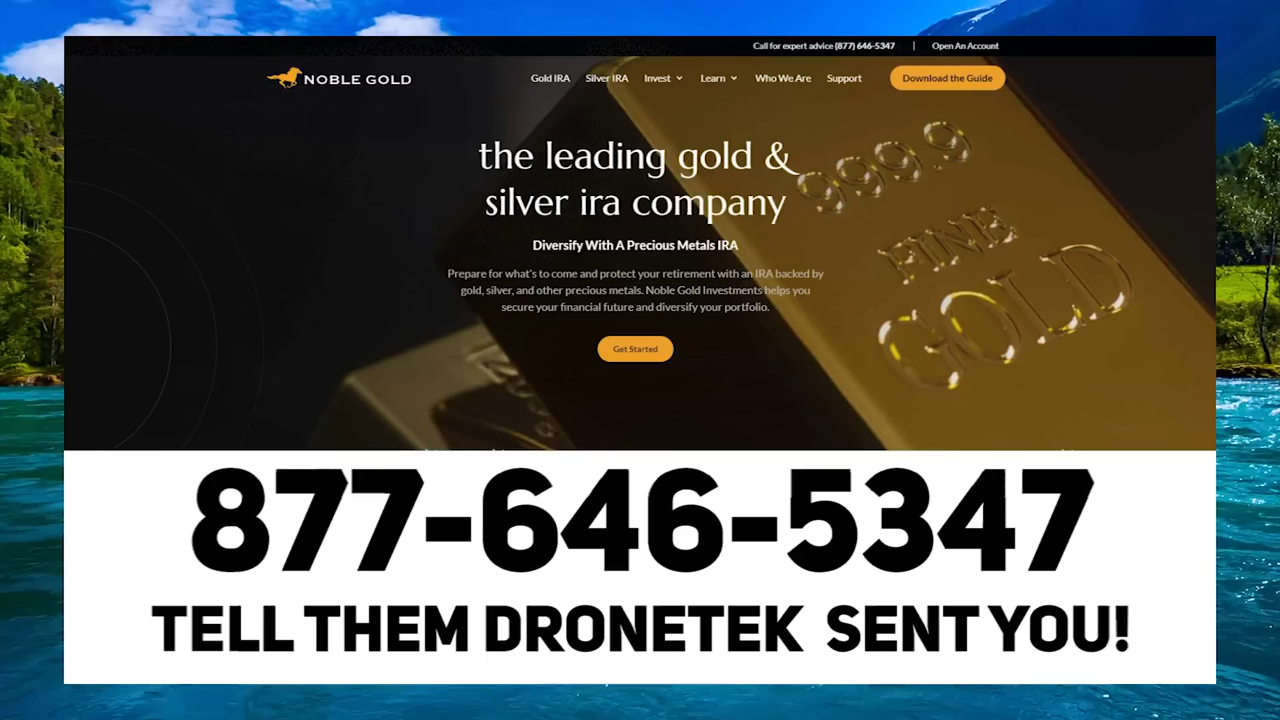 Call for expert advice (877) 646-5347 | Open An Account
NOBLE GOLD
Gold IRA Silver IRA Invest Learn Who We Are Support Download the Guide
the leading gold &
silver ira company
Diversify With A Precious Metals IRA
Prepare for what's to come and protect your retirement with an IRA backed by
gold, silver, and other precious metals. Noble Gold Investments helps you
secure your financial future and diversify your portfolio.
Get Started
999.9
FINE
GOLD
877-646-5347
TELL THEM DRONETEK SENT YOU!